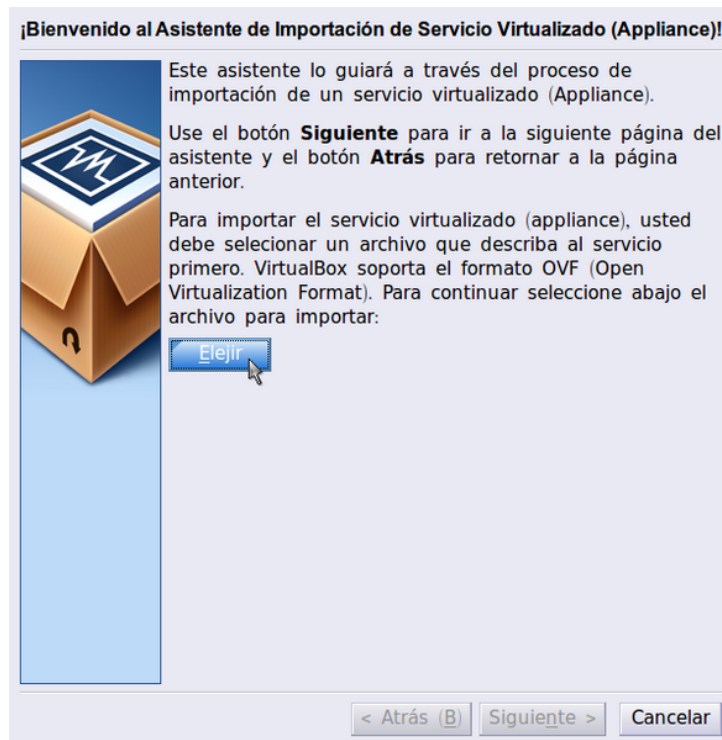 ¡Bienvenido al Asistente de Importación de Servicio Virtualizado (Appliance)!
Este asistente lo guiará a través del proceso de
importación de un servicio virtualizado (Appliance).
Use el botón Siguiente para ir a la siguiente página del
asistente y el botón Atrás para retornar a la página
anterior.
Para importar el servicio virtualizado (appliance), usted
debe selecionar un archivo que describa al servicio
primero. VirtualBox soporta el formato OVF (Open
Virtualization Format). Para continuar seleccione abajo el
archivo para importar:
Elejir
< Atrás (B) Siguiente > Cancelar